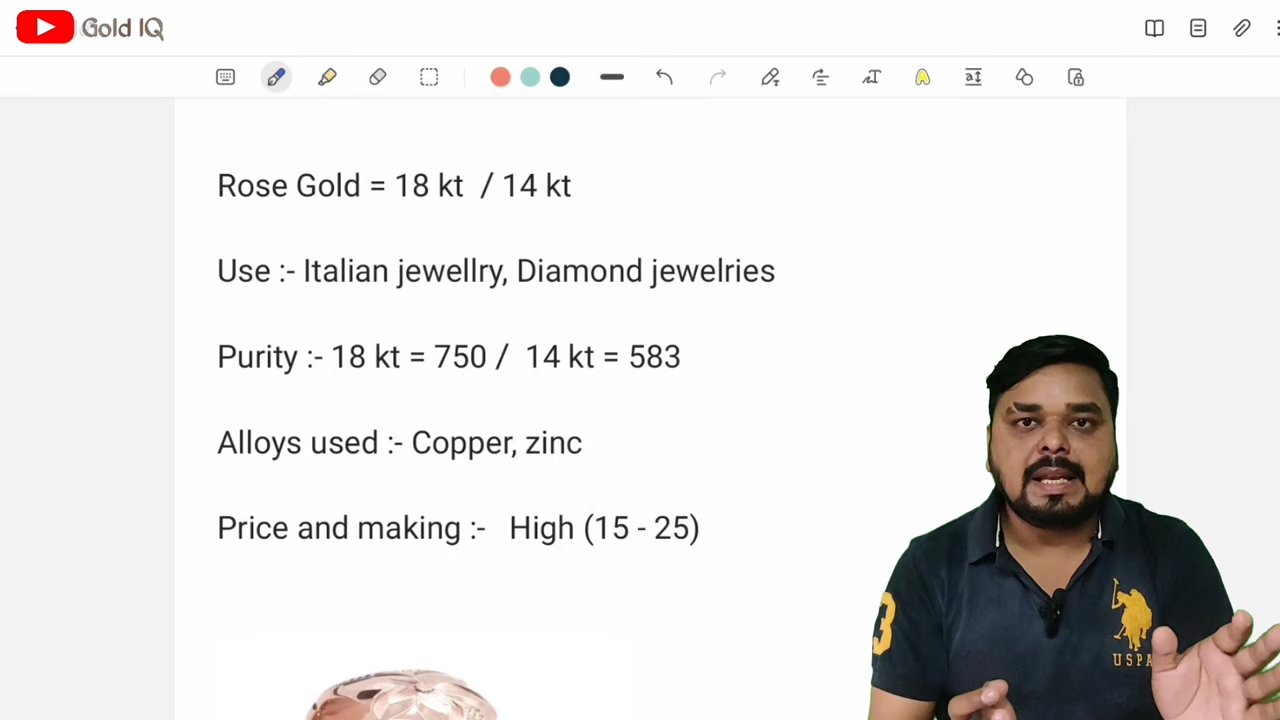 Gold IQ
Rose Gold = 18 kt / 14 kt
Use :- Italian jewellry, Diamond jewelries
Purity :- 18 kt = 750 / 14 kt = 583
Alloys used :- Copper, zinc
Price and making :- High (15 - 25)
3
USPA